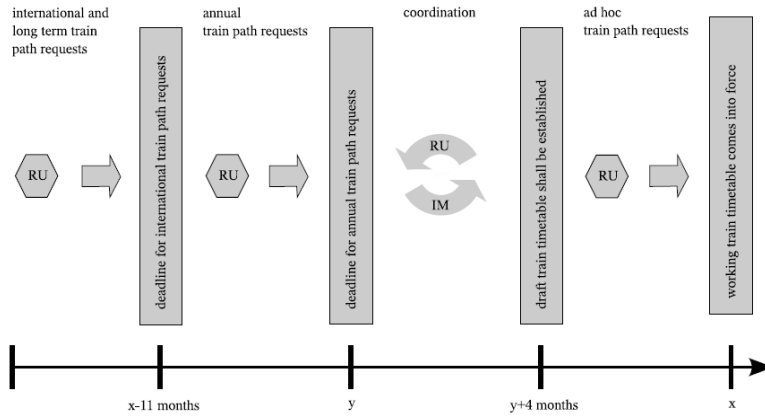 international and
long term train
path requests
annual
train path requests
coordination
ad hoc
train path requests
RU
deadline for international train path requests
RU
deadline for annual train path requests
RU
IM
draft train timetable shall be established
RU
working train timetable comes into force
x-11 months
y
y+4 months
x